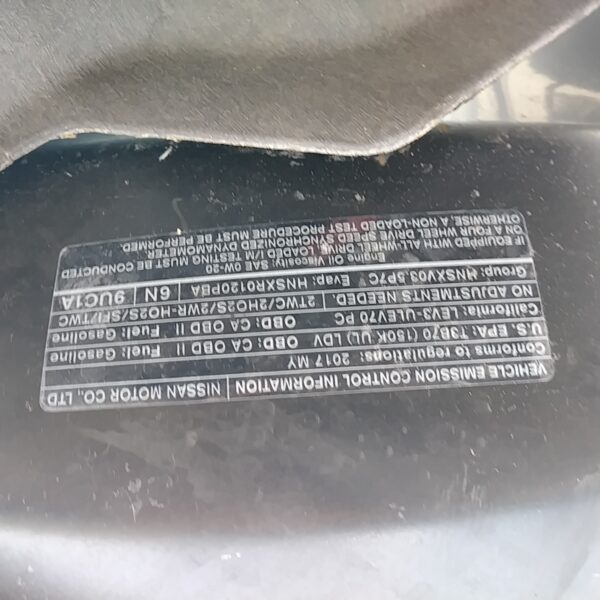 VEHICLE EMISSION CONTROL INFORMATION NISSAN MOTOR CO., LTD
Conforms to regulations: 2017 MY
U.S. EPA: T3B70 (150K UL) LDV OBD: CA OBD II Fuel: Gasoline
California: LEV3-ULEV70 PC OBD: CA OBD II Fuel: Gasoline
NO ADJUSTMENTS NEEDED. 2TWC/2HO2S/2WR-HO2S/SFI/TWC
Group: HNSXV03.5P7C Evap: HNSXR0120PBA 6N 9UC1A
Engine Oil Viscosity: SAE 0W-20
IF EQUIPPED WITH ALL-WHEEL DRIVE, I/M TESTING MUST BE CONDUCTED
ON A FOUR WHEEL DRIVE SPEED SYNCHRONIZED DYNAMOMETER
OTHERWISE, A NON-LOADED TEST PROCEDURE MUST BE PERFORMED.